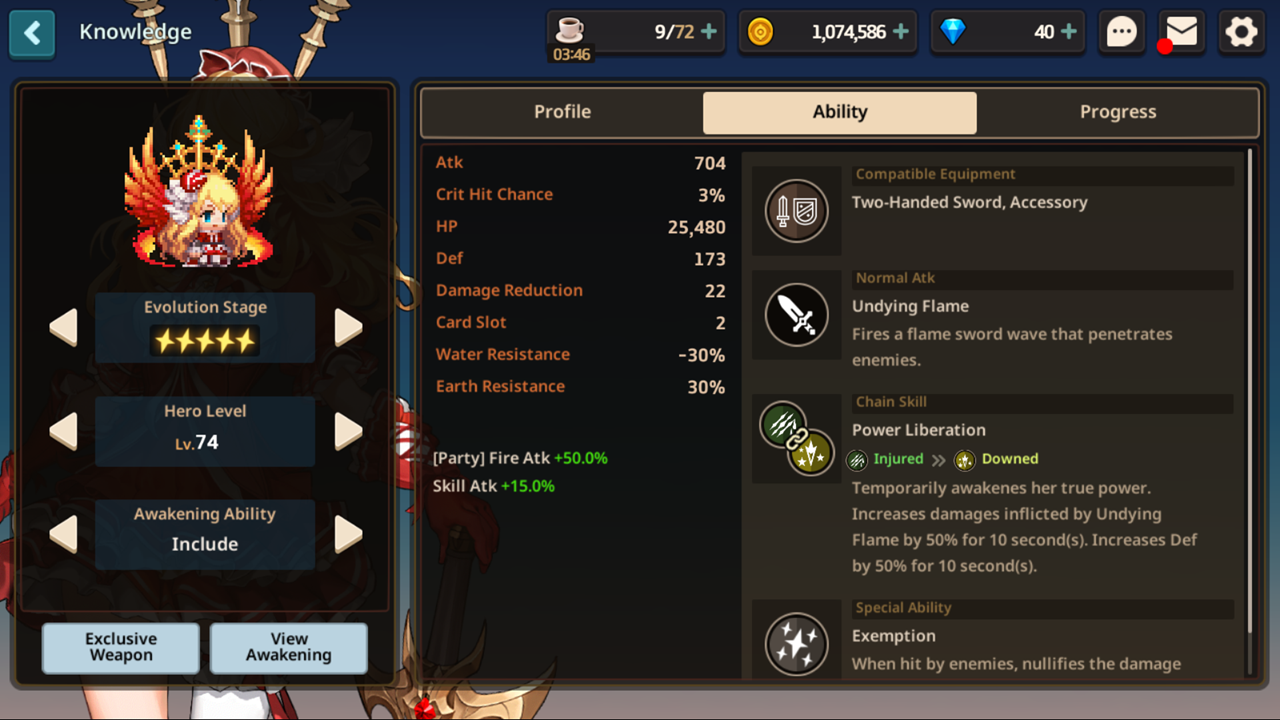 Knowledge
9/72
03:46
1,074,586
40
Evolution Stage
Hero Level
Lv.74
Awakening Ability
Include
Exclusive
Weapon
View
Awakening
Profile
Ability
Progress
Atk 704
Crit Hit Chance 3%
HP 25,480
Def 173
Damage Reduction 22
Card Slot 2
Water Resistance -30%
Earth Resistance 30%
[Party] Fire Atk +50.0%
Skill Atk +15.0%
Compatible Equipment
Two-Handed Sword, Accessory
Normal Atk
Undying Flame
Fires a flame sword wave that penetrates
enemies.
Chain Skill
Power Liberation
Injured Downed
Temporarily awakenes her true power.
Increases damages inflicted by Undying
Flame by 50% for 10 second(s). Increases Def
by 50% for 10 second(s).
Special Ability
Exemption
When hit by enemies, nullifies the damage